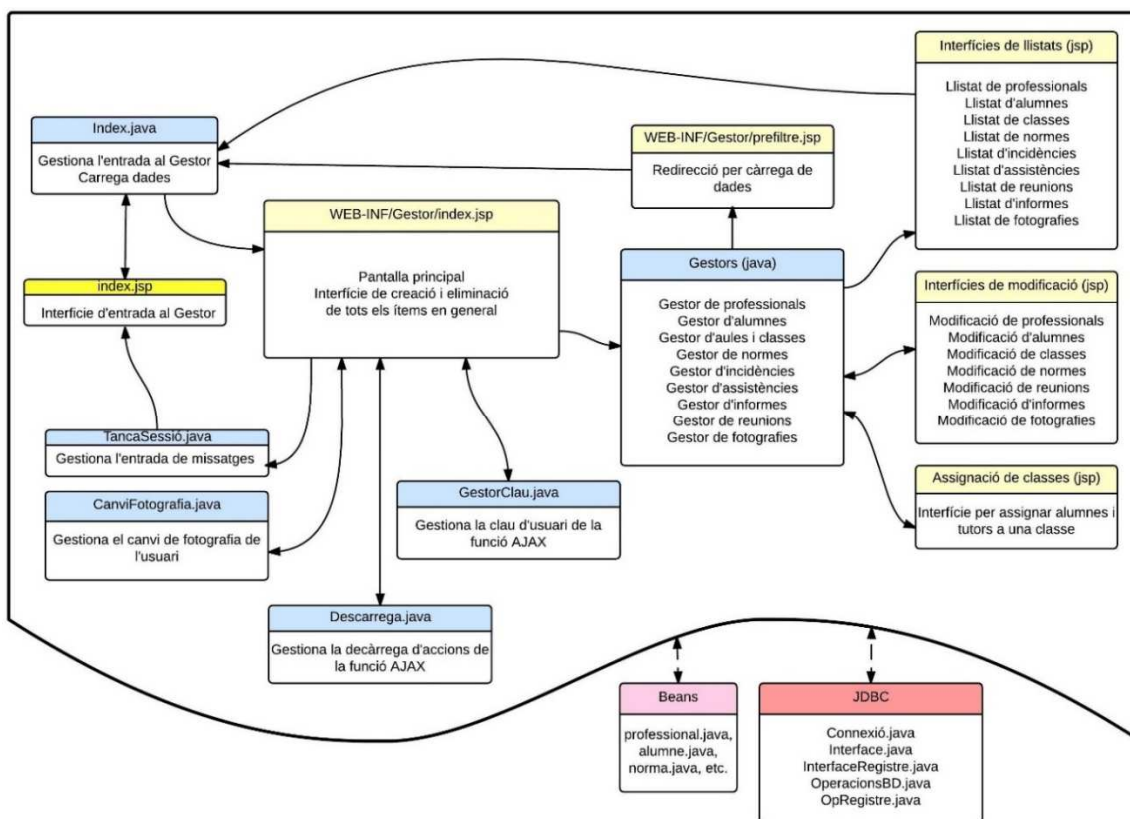 Index.java
Gestiona l'entrada al Gestor
Carrega dades
index.jsp
Interficie d'entrada al Gestor
TancaSessió.java
Gestiona l'entrada de missatges
CanviFotografia.java
Gestiona el canvi de fotografia de
l'usuari
WEB-INF/Gestor/index.jsp
Pantalla principal
Interfície de creació i eliminació
de tots els ítems en general
Descarrega.java
Gestiona la decàrrega d'accions de
la funció AJAX
GestorClau.java
Gestiona la clau d'usuari de la
funció AJAX
WEB-INF/Gestor/prefiltre.jsp
Redirecció per càrrega de
dades
Gestors (java)
Gestor de professionals
Gestor d'alumnes
Gestor d'aules i classes
Gestor de normes
Gestor d'incidències
Gestor d'assistències
Gestor d'informes
Gestor de reunions
Gestor de fotografies
Interfícies de llistats (jsp)
Llistat de professionals
Llistat d'alumnes
Llistat de classes
Llistat de normes
Llistat d'incidències
Llistat d'assistències
Llistat de reunions
Llistat d'informes
Llistat de fotografies
Interfícies de modificació (jsp)
Modificació de professionals
Modificació d'alumnes
Modificació de classes
Modificació de normes
Modificació de reunions
Modificació d'informes
Modificació de fotografies
Assignació de classes (jsp)
Interfície per assignar alumnes i
tutors a una classe
Beans
professional.java,
alumne.java,
norma.java, etc.
JDBC
Connexió.java
Interface.java
InterfaceRegistre.java
OperacionsBD.java
OpRegistre.java